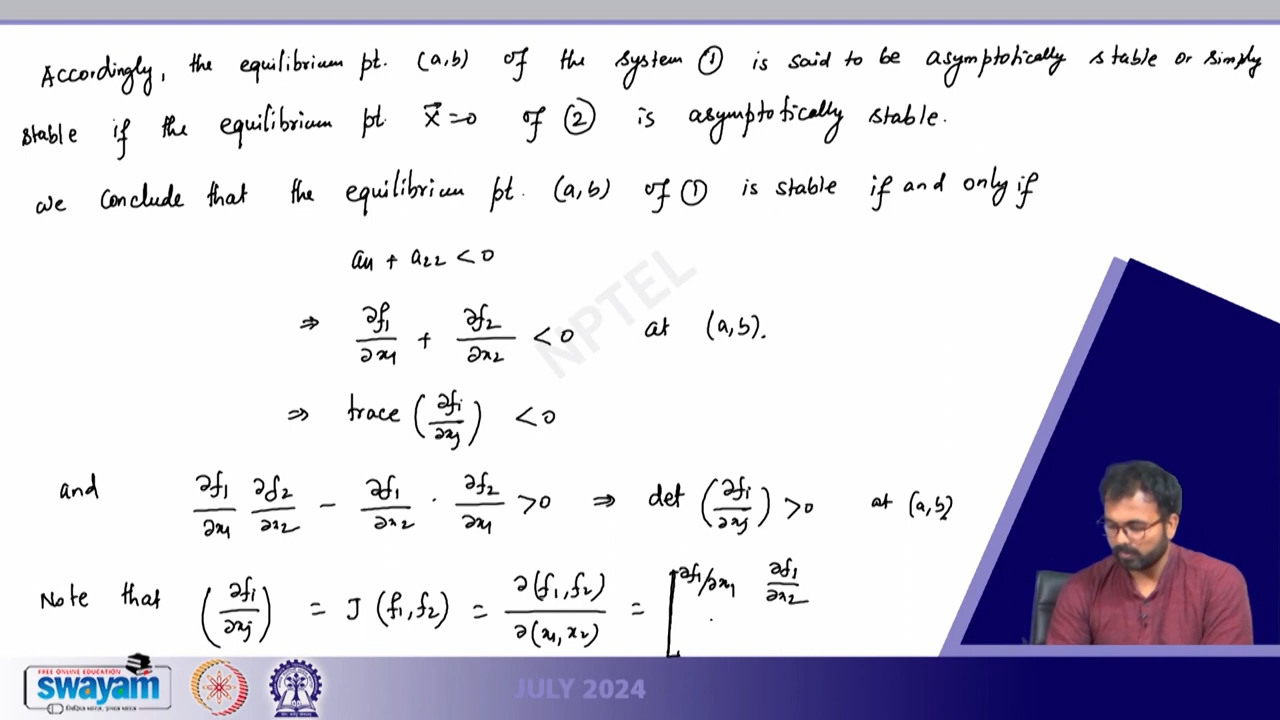 Accordingly, the equilibrium pt. (a,b) of the system ① is said to be asymptotically stable or simply
stable if the equilibrium pt. x⃗=0 of ② is asymptotically stable.
we conclude that the equilibrium pt. (a,b) of ① is stable if and only if
a₁₁ + a₂₂ < 0
⇒ ∂f₁/∂x₁ + ∂f₂/∂x₂ < 0 at (a,b).
⇒ trace (∂fᵢ/∂xⱼ) < 0
and ∂f₁/∂x₁ ∂f₂/∂x₂ − ∂f₁/∂x₂ · ∂f₂/∂x₁ > 0 ⇒ det (∂fᵢ/∂xⱼ) > 0 at (a,b)
Note that (∂fᵢ/∂xⱼ) = J (f₁,f₂) = ∂(f₁,f₂)/∂(x₁,x₂) = [∂f₁/∂x₁ ∂f₁/∂x₂
NPTEL
FREE ONLINE EDUCATION
swayam
JULY 2024